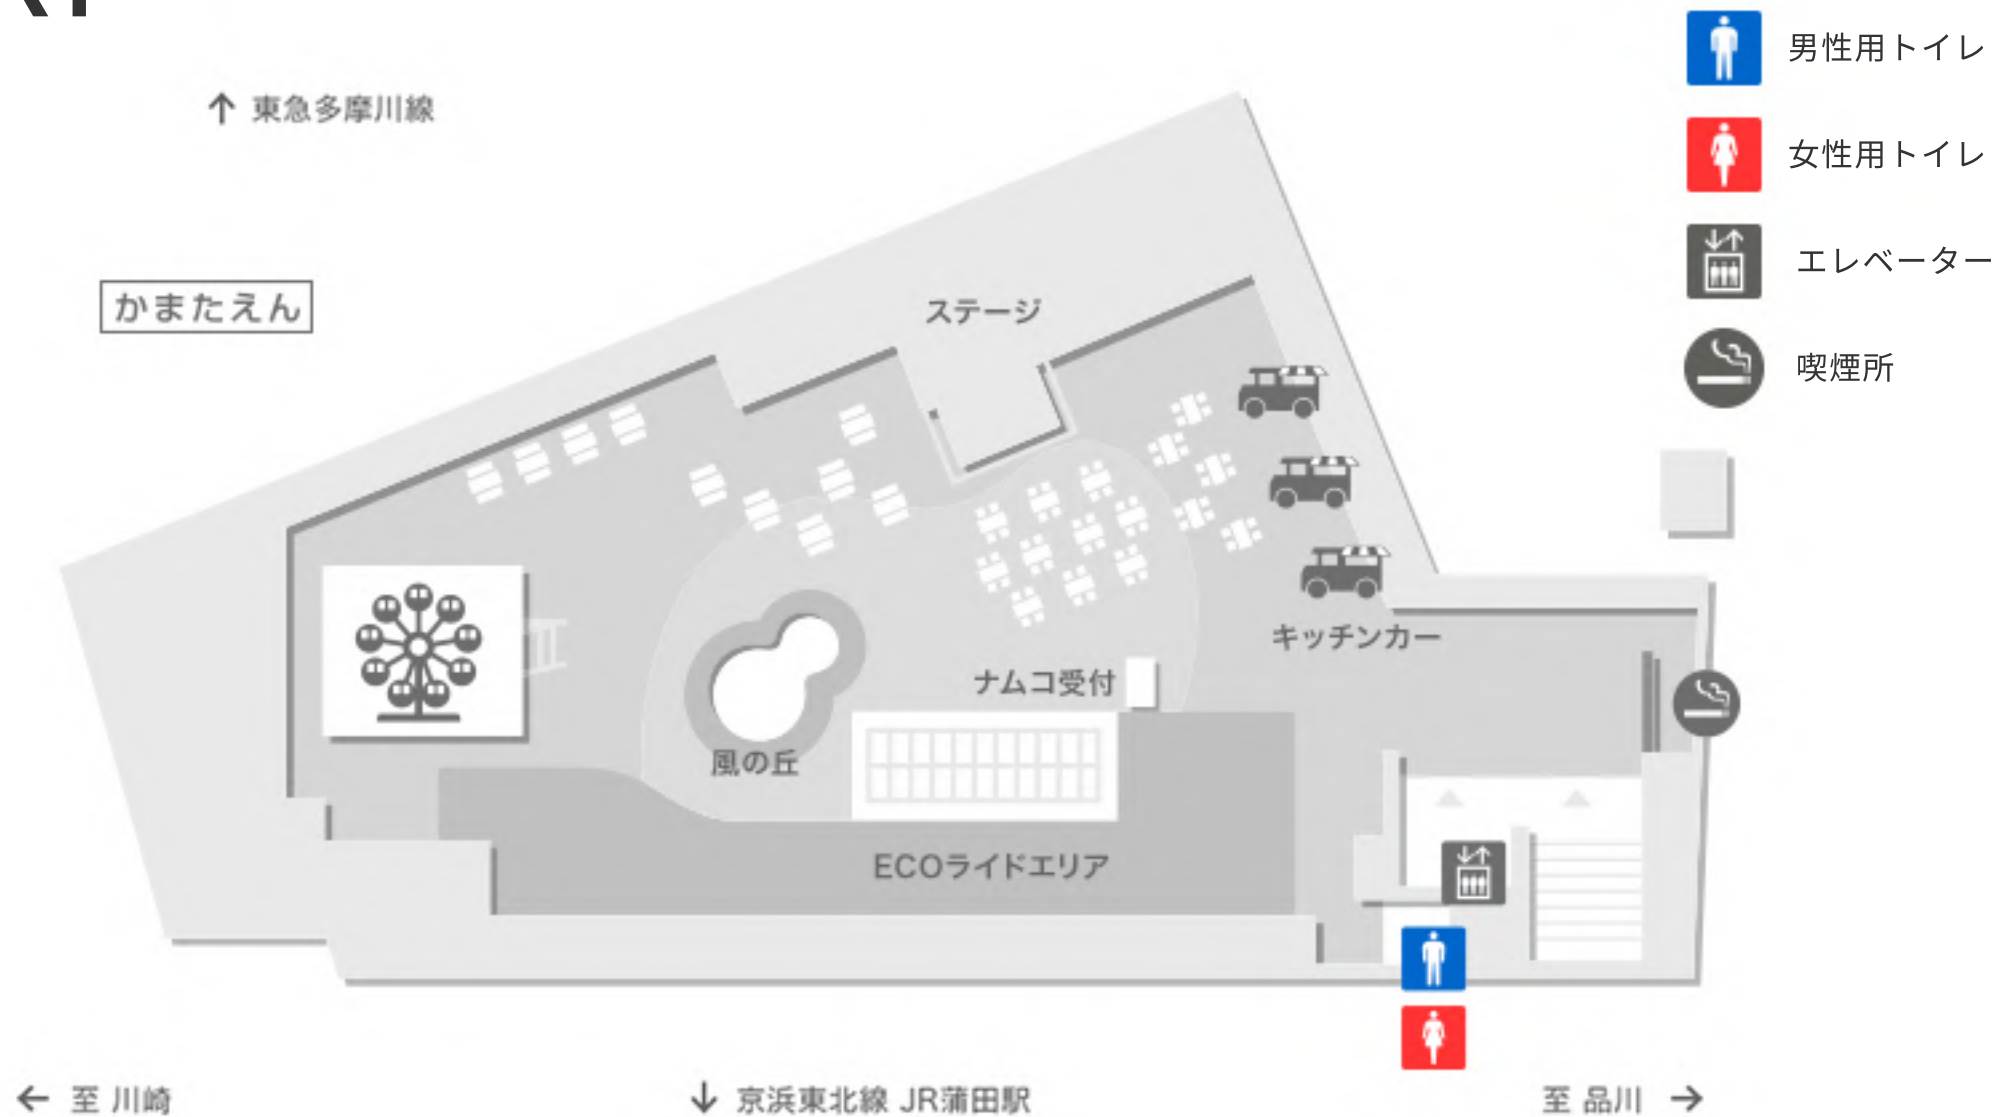 男性用トイレ
女性用トイレ
エレベーター
喫煙所
↑ 東急多摩川線
かまたえん
ステージ
キッチンカー
ナムコ受付
風の丘
ECOライドエリア
← 至 川崎
↓ 京浜東北線 JR蒲田駅
至 品川 →